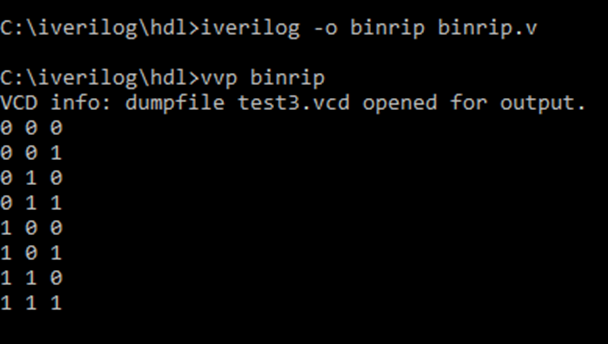 C:\iverilog\hdl>iverilog -o binrip binrip.v
C:\iverilog\hdl>vvp binrip
VCD info: dumpfile test3.vcd opened for output.
0 0 0
0 0 1
0 1 0
0 1 1
1 0 0
1 0 1
1 1 0
1 1 1